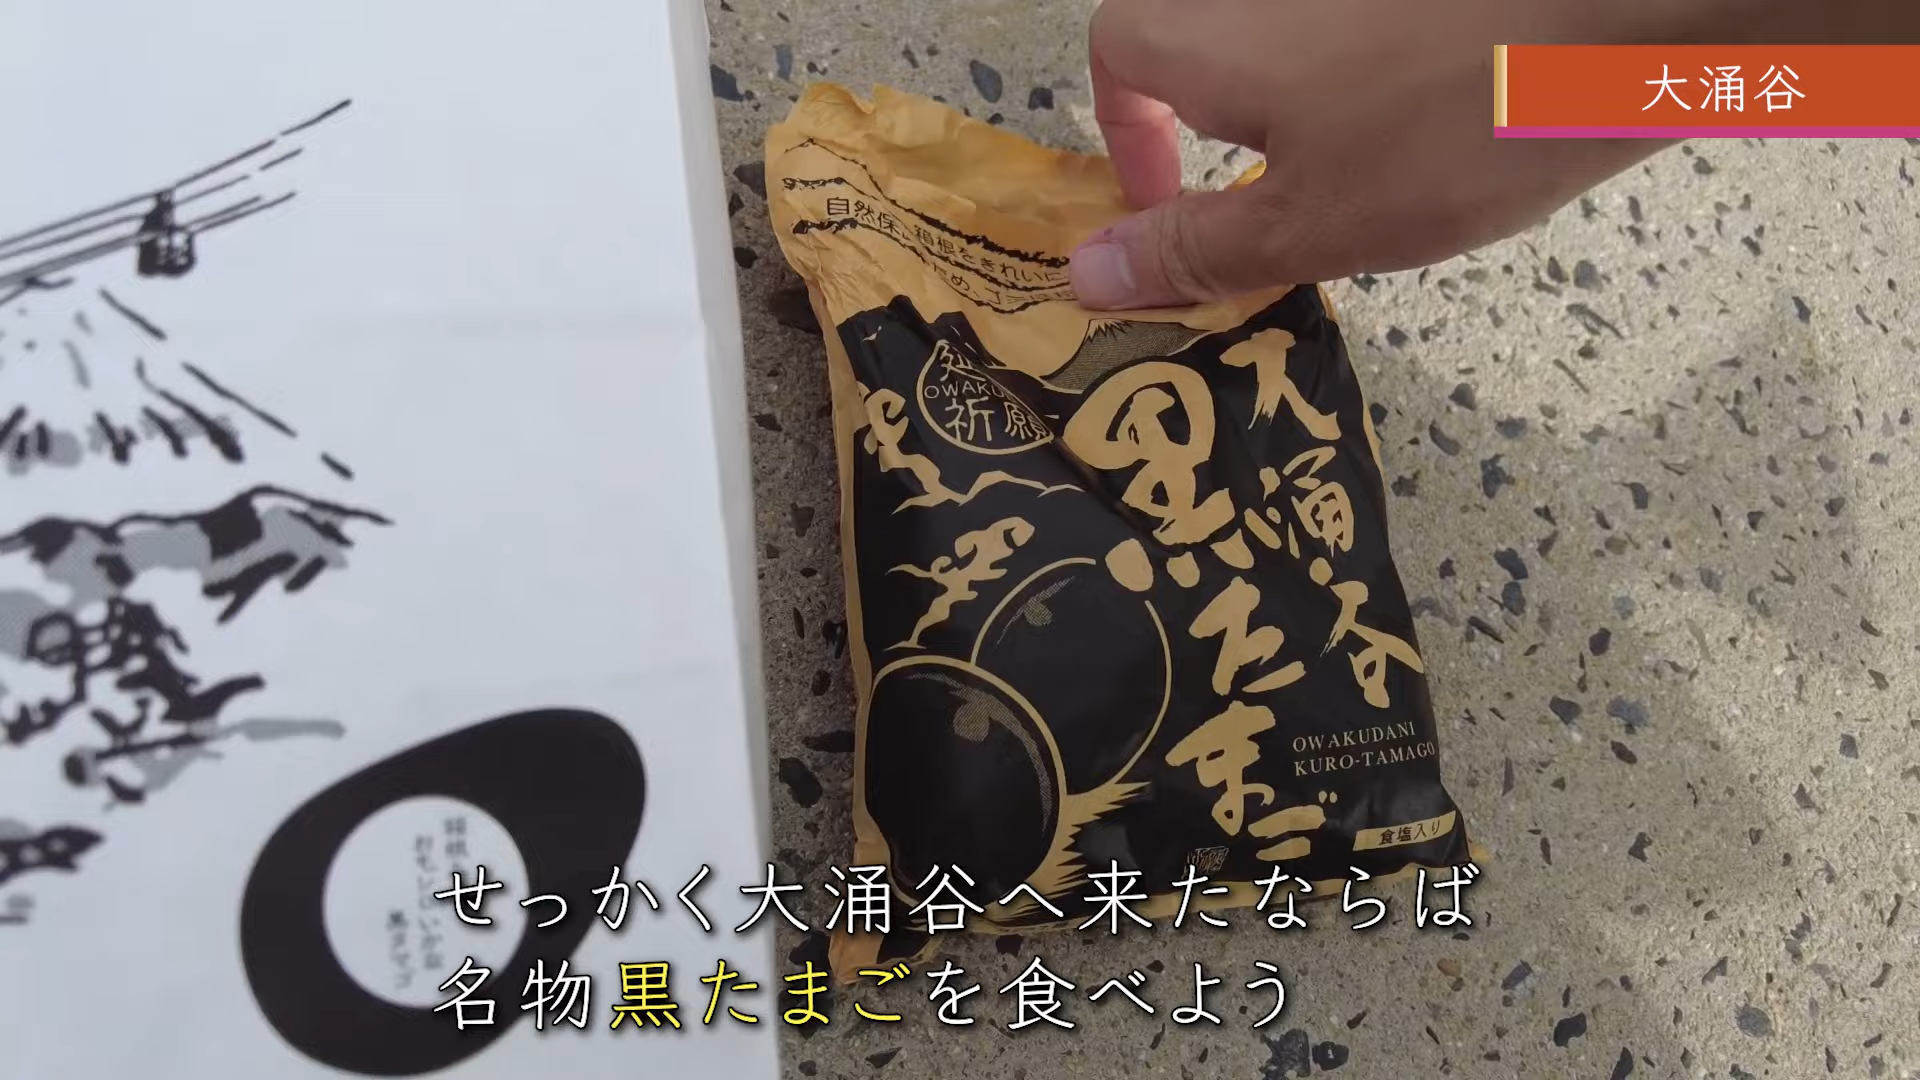 大涌谷
自然保
箱根をきれいに
延
OWAKU
祈願
大涌谷
黒たまご
OWAKUDANI
KURO-TAMAGO
食塩入り
せっかく大涌谷へ来たならば
名物黒たまごを食べよう